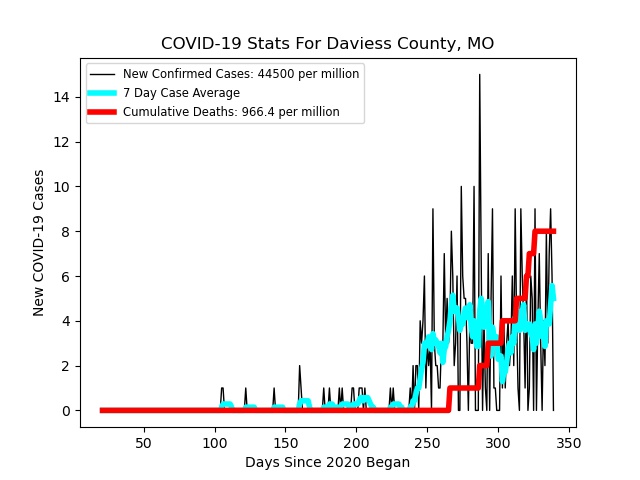 COVID-19 Stats For Daviess County, MO
New Confirmed Cases: 44500 per million
7 Day Case Average
Cumulative Deaths: 966.4 per million
New COVID-19 Cases
14
12
10
8
6
4
2
0
50 100 150 200 250 300 350
Days Since 2020 Began